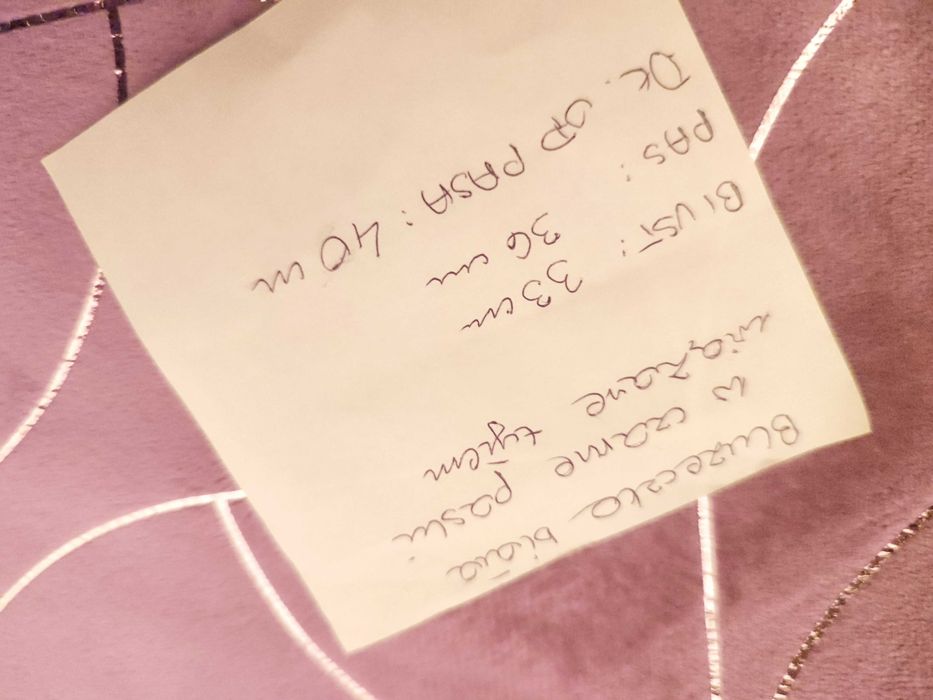 Bluzeczka biała
w czarne paski
wiązane tyłem
BIUST: 33 cm
PAS: 36 cm
DŁ. OD PASA: 40 cm